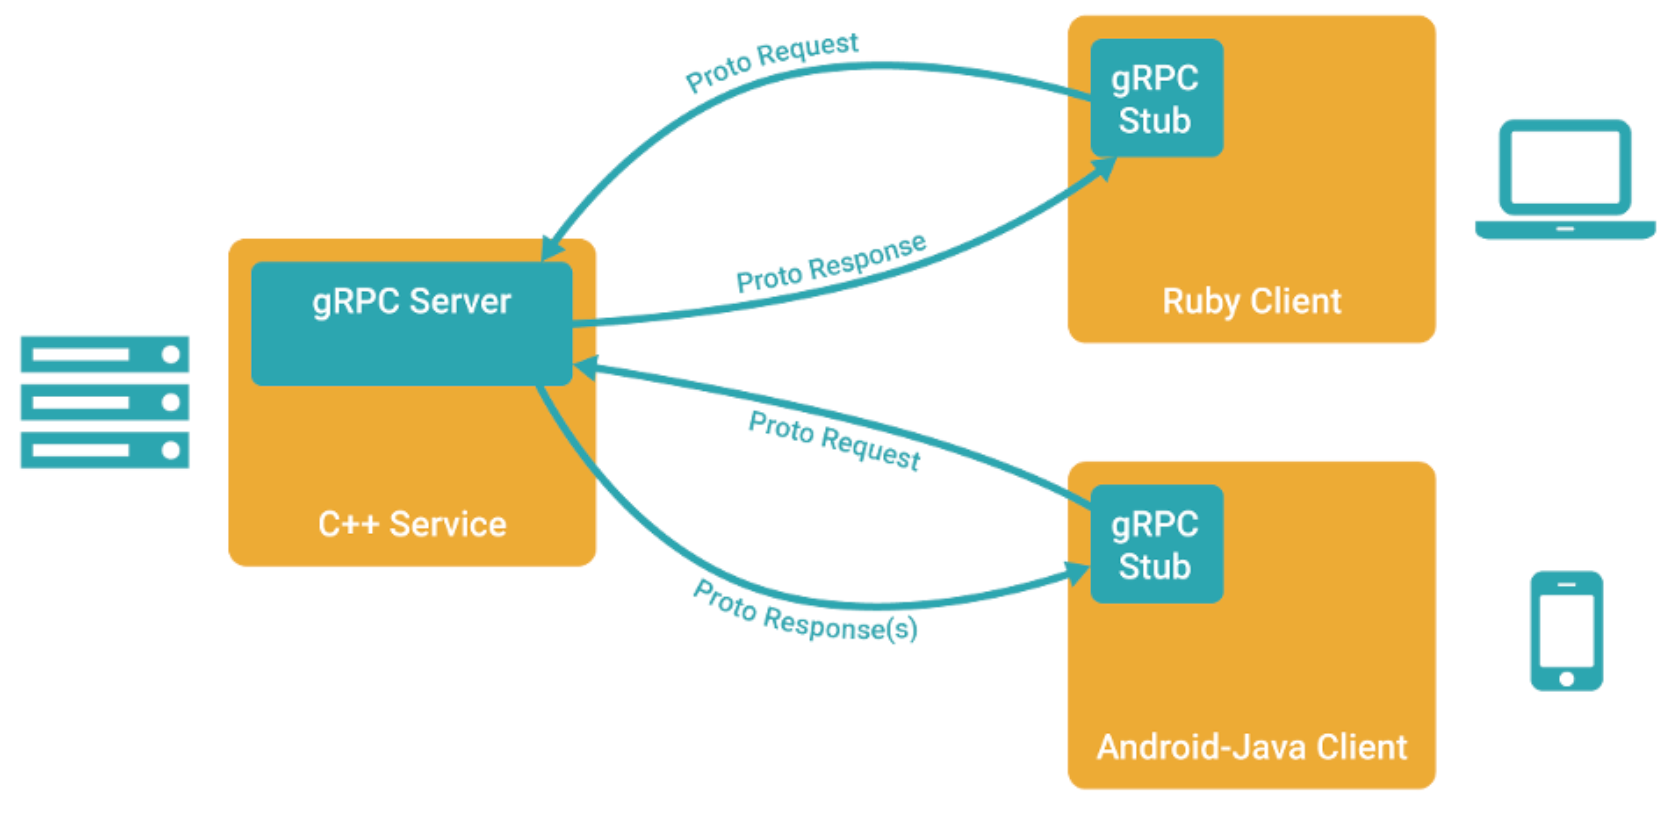 Proto Request
gRPC
Stub
Proto Response
Ruby Client
gRPC Server
C++ Service
Proto Request
gRPC
Stub
Proto Response(s)
Android-Java Client